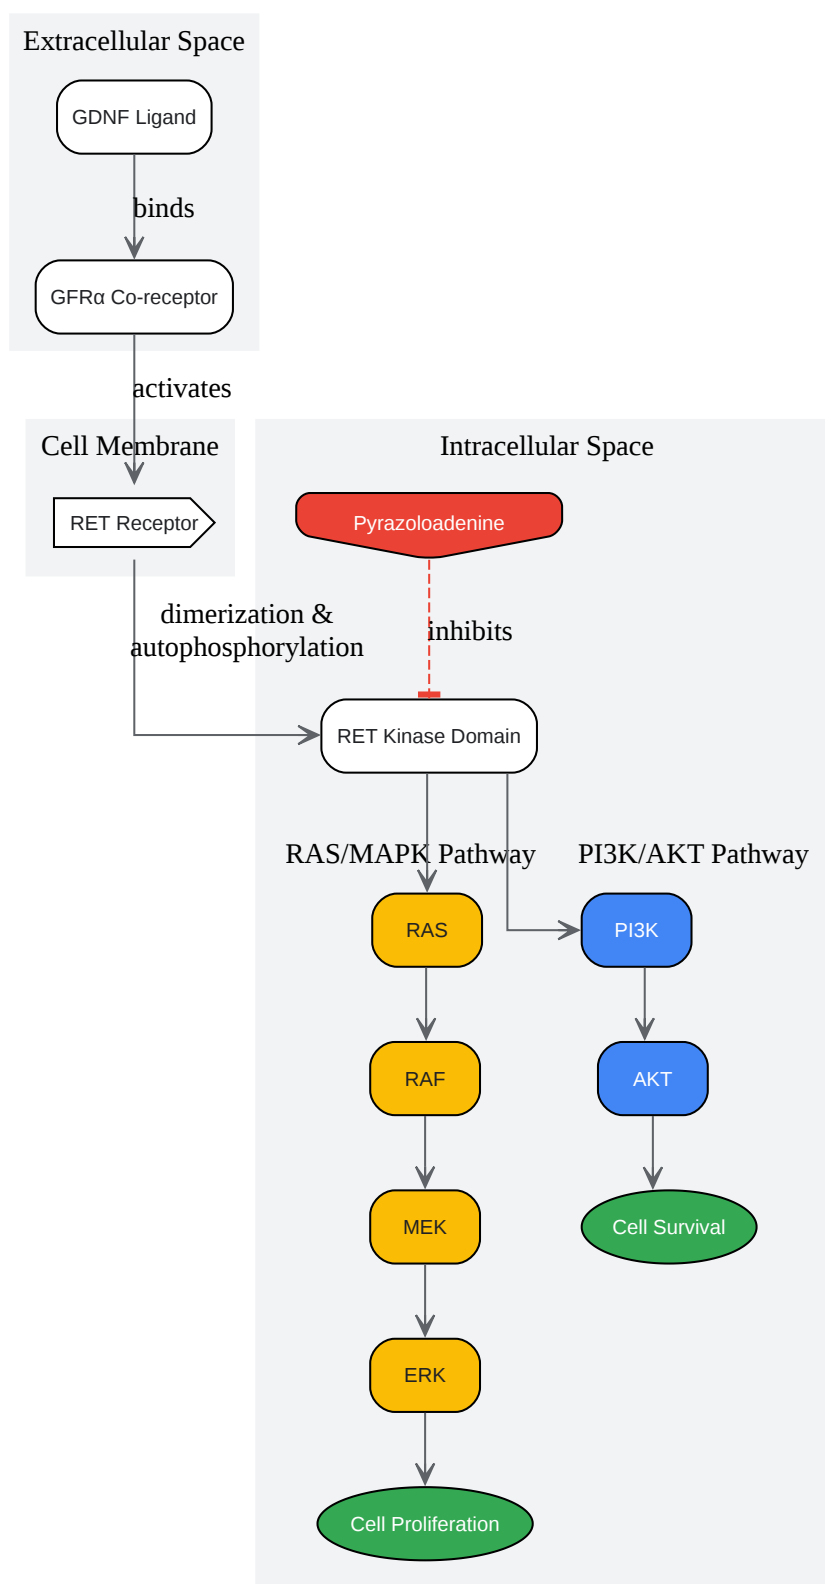 Extracellular Space
GDNF Ligand
binds
GFRα Co-receptor
activates
Cell Membrane
Intracellular Space
RET Receptor
Pyrazoloadenine
dimerization &
autophosphorylation
inhibits
RET Kinase Domain
RAS/MAPK Pathway
PI3K/AKT Pathway
RAS
PI3K
RAF
AKT
MEK
Cell Survival
ERK
Cell Proliferation